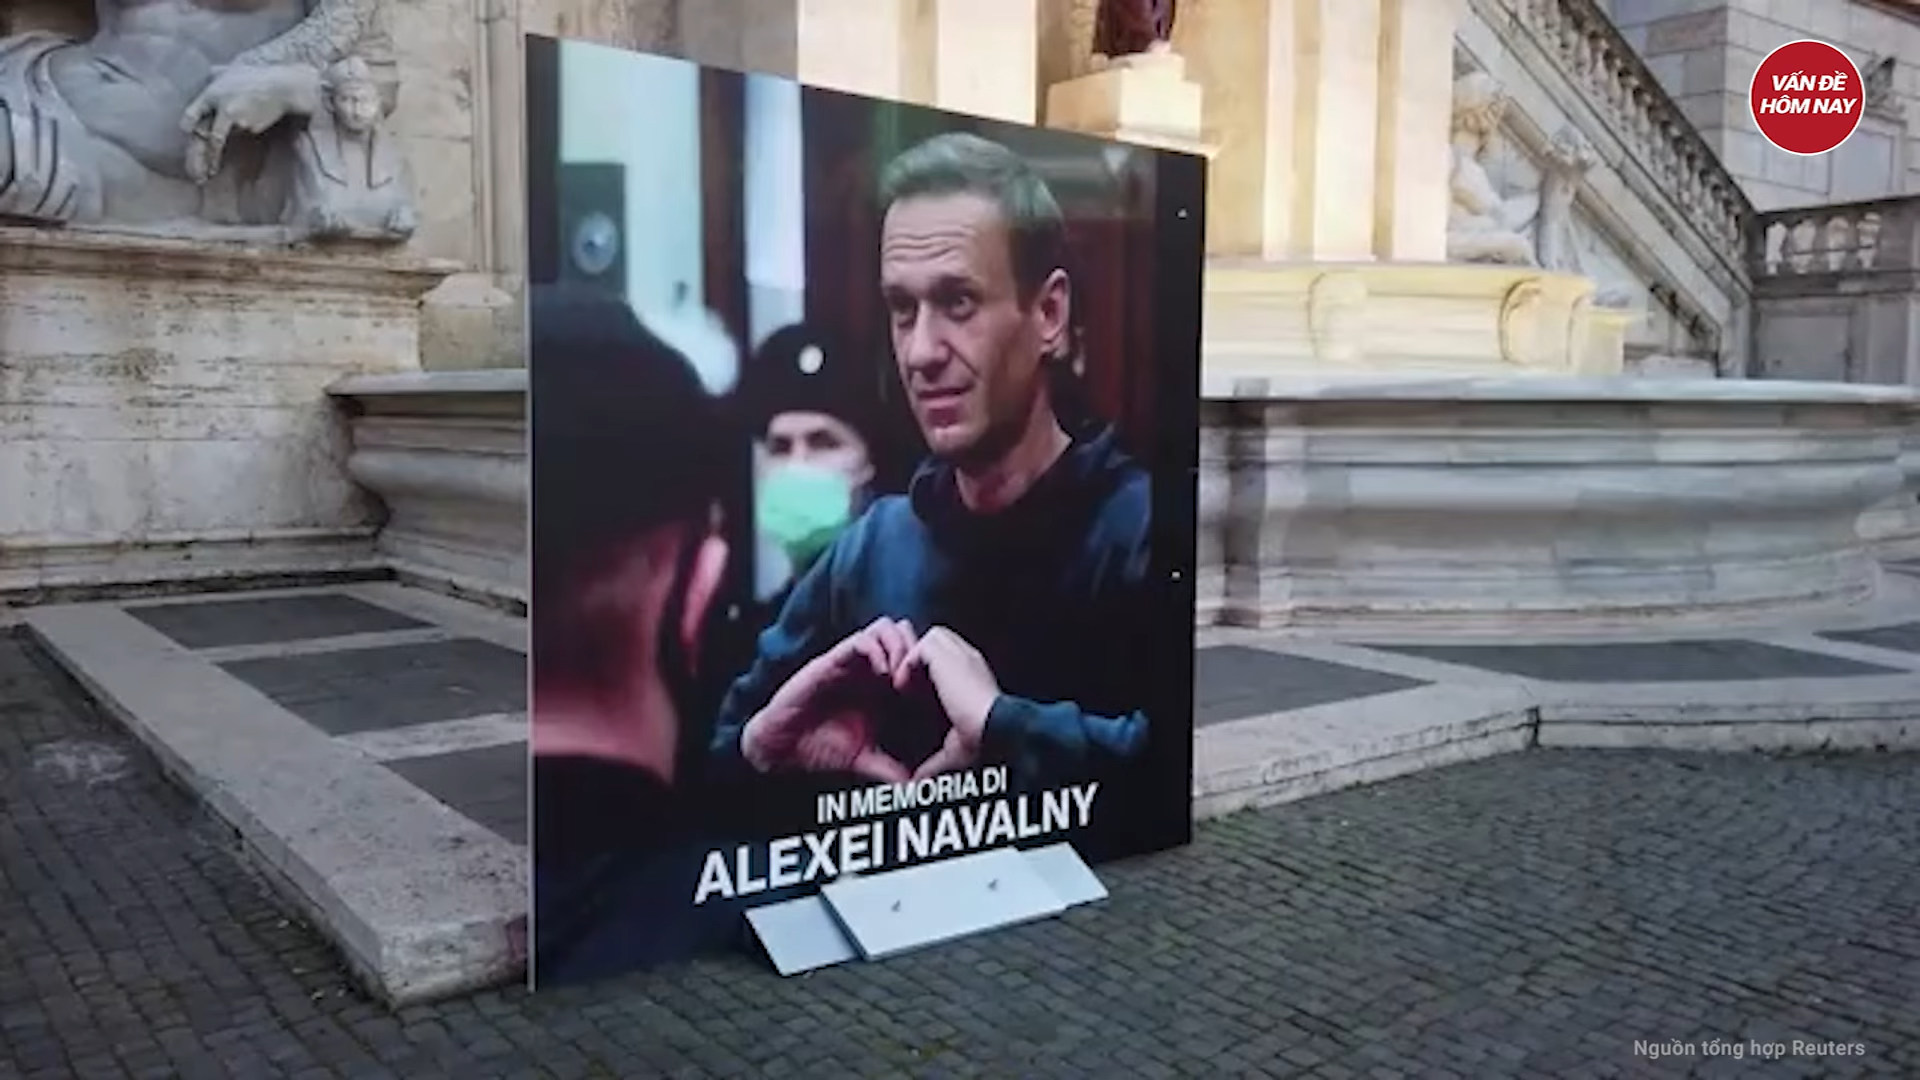 VẤN ĐỀ
HÔM NAY
IN MEMORIA DI
ALEXEI NAVALNY
Nguồn tổng hợp Reuters